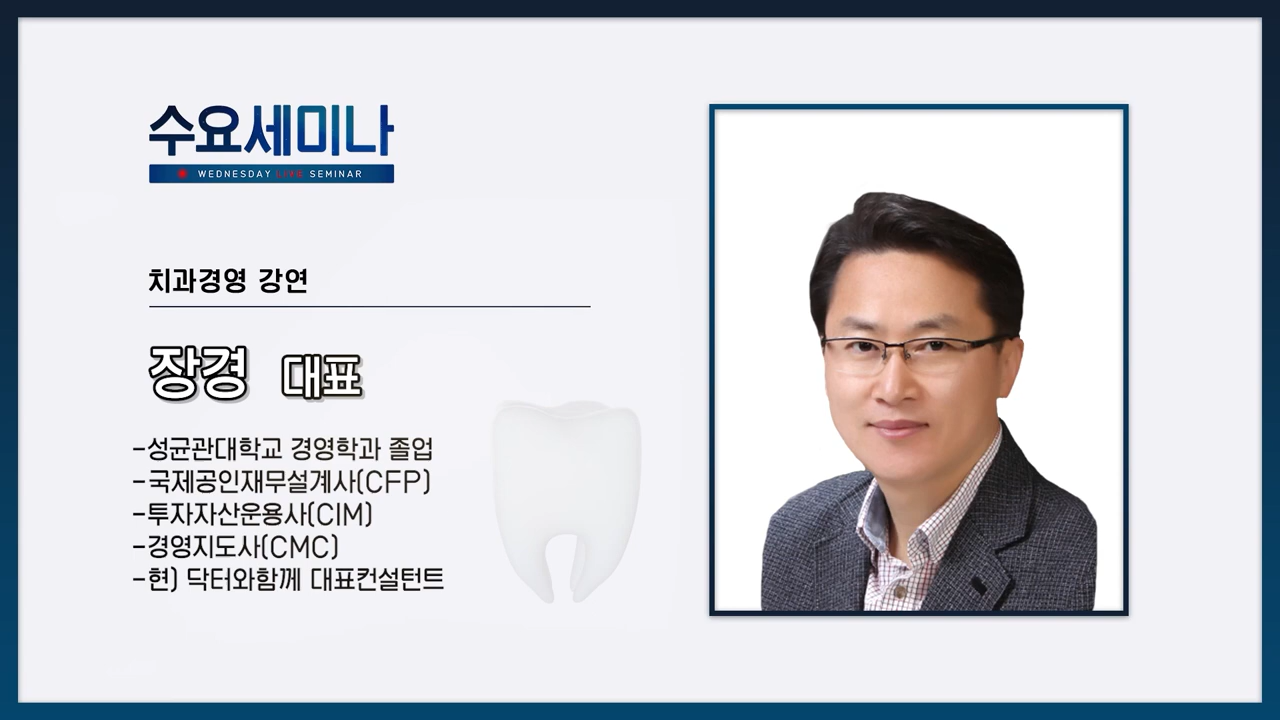 수요세미나
WEDNESDAY LIVE SEMINAR
치과경영 강연
장경 대표
-성균관대학교 경영학과 졸업
-국제공인재무설계사(CFP)
-투자자산운용사(CIM)
-경영지도사(CMC)
-현) 닥터와함께 대표컨설턴트